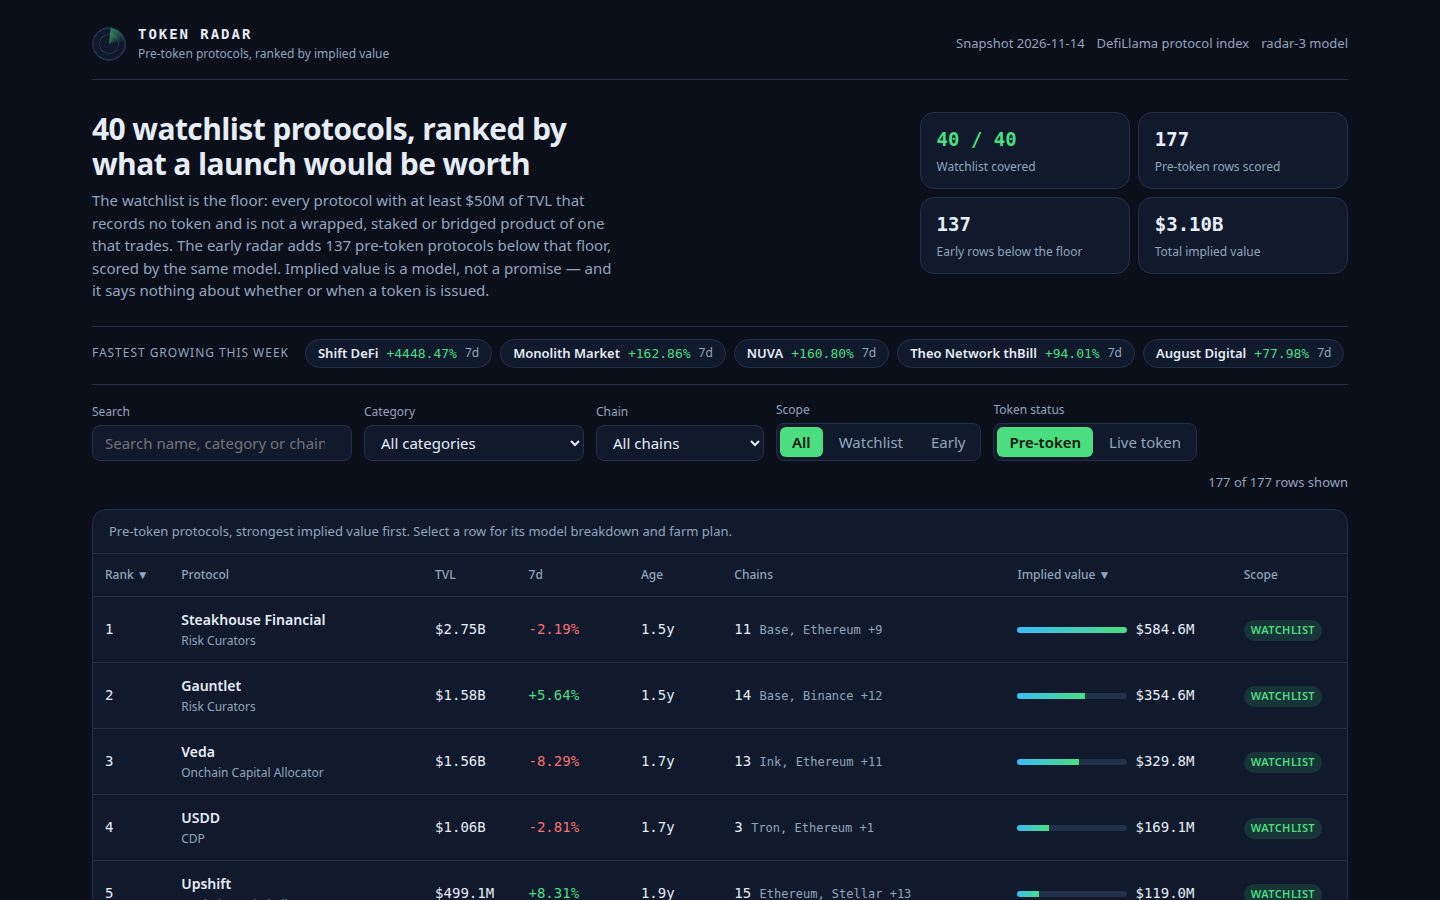 TOKEN RADAR
Pre-token protocols, ranked by implied value
Snapshot 2026-11-14 DefiLlama protocol index radar-3 model
40 watchlist protocols, ranked by
what a launch would be worth
The watchlist is the floor: every protocol with at least $50M of TVL that
records no token and is not a wrapped, staked or bridged product of one
that trades. The early radar adds 137 pre-token protocols below that floor,
scored by the same model. Implied value is a model, not a promise — and
it says nothing about whether or when a token is issued.
40 / 40
Watchlist covered
177
Pre-token rows scored
137
Early rows below the floor
$3.10B
Total implied value
FASTEST GROWING THIS WEEK Shift DeFi +4448.47% 7d Monolith Market +162.86% 7d NUVA +160.80% 7d Theo Network thBill +94.01% 7d August Digital +77.98% 7d
Search Category Chain Scope Token status
Search name, category or chain All categories All chains All Watchlist Early Pre-token Live token
177 of 177 rows shown
Pre-token protocols, strongest implied value first. Select a row for its model breakdown and farm plan.
Rank ▼ Protocol TVL 7d Age Chains Implied value ▼ Scope
1 Steakhouse Financial $2.75B -2.19% 1.5y 11 Base, Ethereum +9 $584.6M WATCHLIST
Risk Curators
2 Gauntlet $1.58B +5.64% 1.5y 14 Base, Binance +12 $354.6M WATCHLIST
Risk Curators
3 Veda $1.56B -8.29% 1.7y 13 Ink, Ethereum +11 $329.8M WATCHLIST
Onchain Capital Allocator
4 USDD $1.06B -2.81% 1.7y 3 Tron, Ethereum +1 $169.1M WATCHLIST
CDP
5 Upshift $499.1M +8.31% 1.9y 15 Ethereum, Stellar +13 $119.0M WATCHLIST